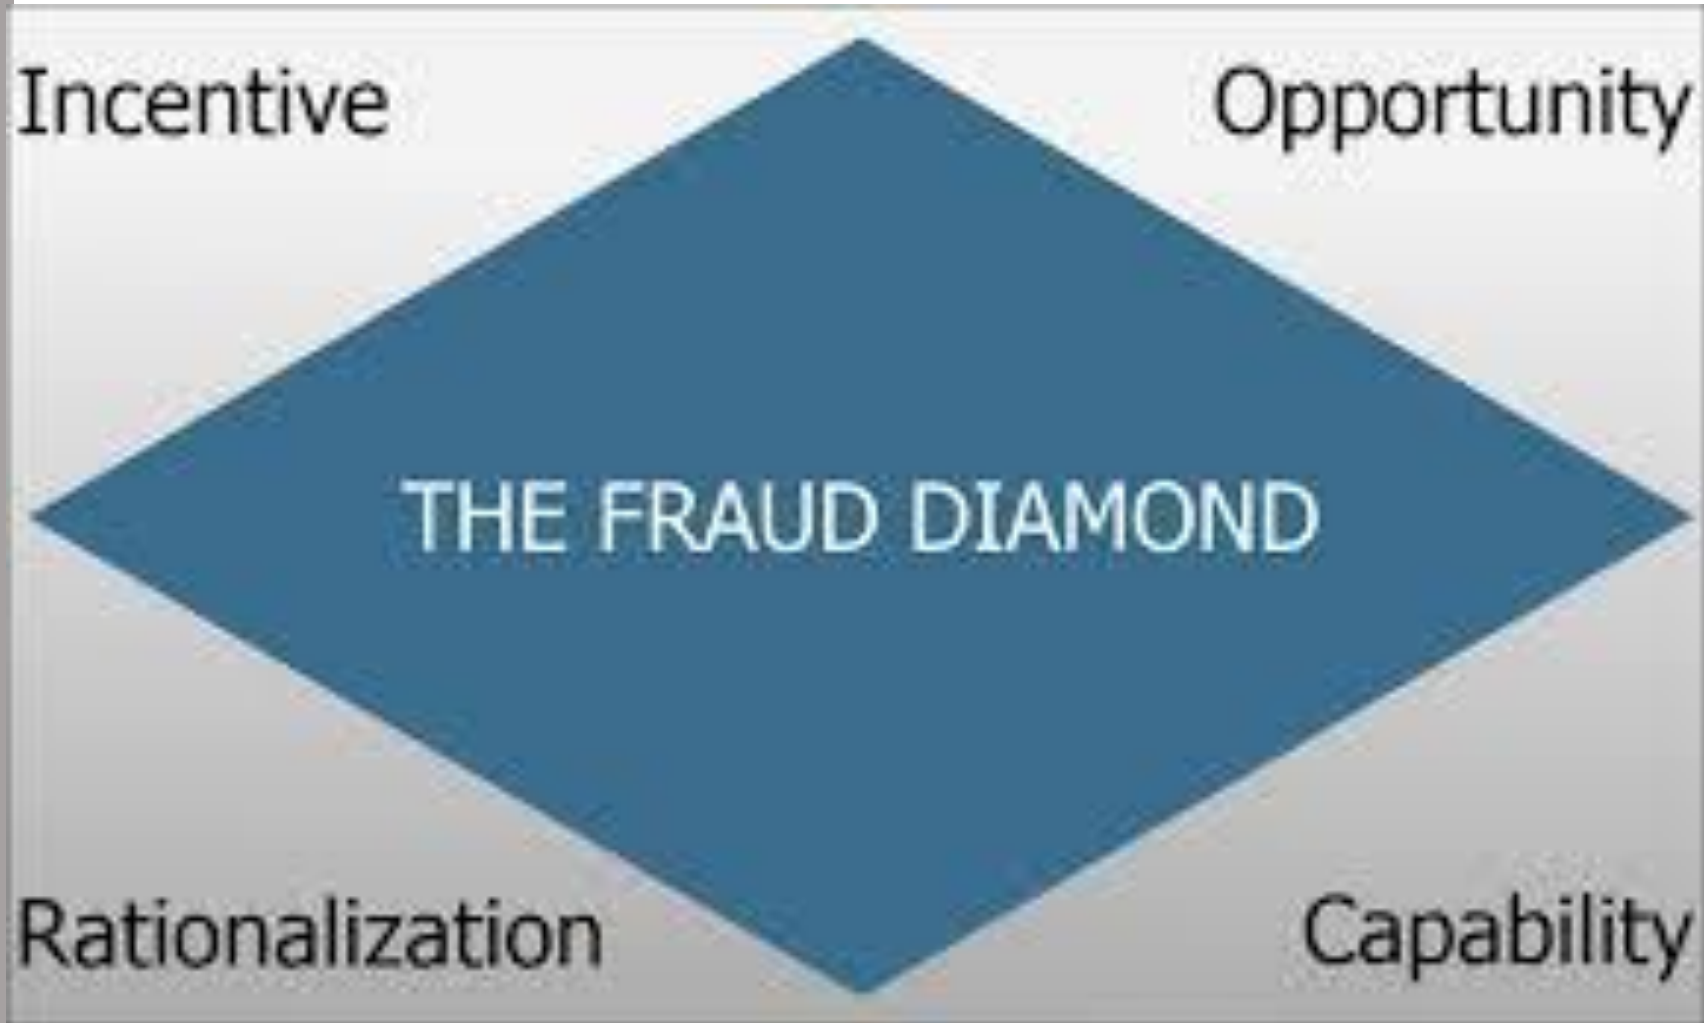 Incentive
Opportunity
THE FRAUD DIAMOND
Rationalization
Capability